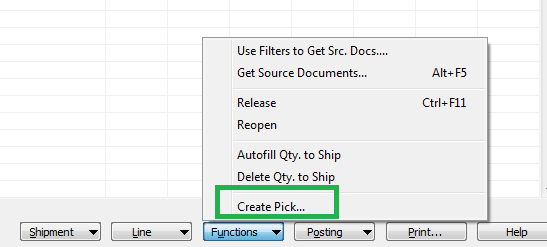 Use Filters to Get Src. Docs....
Get Source Documents... Alt+F5
Release Ctrl+F11
Reopen
Autofill Qty. to Ship
Delete Qty. to Ship
Create Pick...
Shipment Line Functions Posting Print... Help